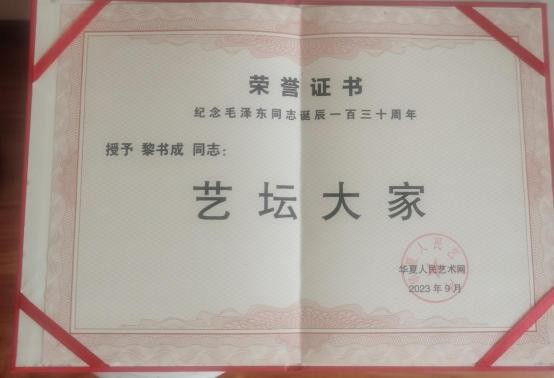 荣誉证书
纪念毛泽东同志诞辰一百三十周年
授予 黎书成 同志：
艺坛大家
华夏人民艺术网
2023年9月